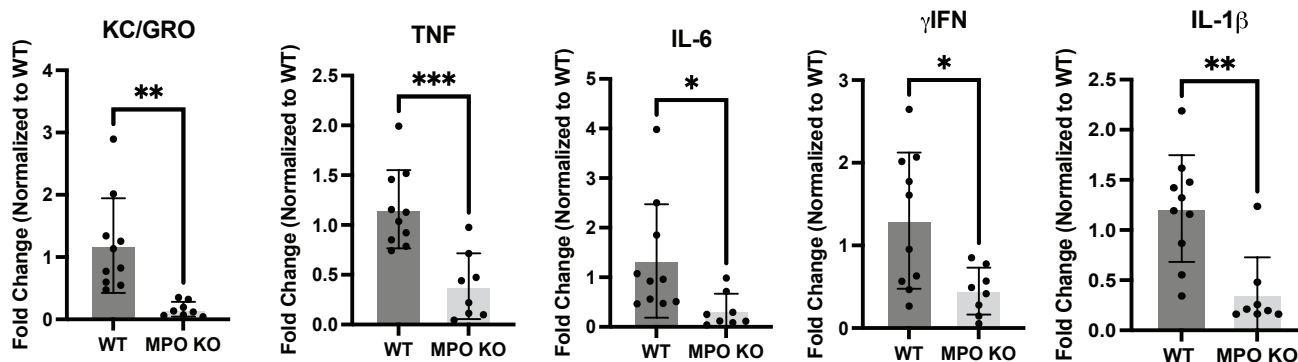 KC/GRO
Fold Change (Normalized to WT)
4
3
2
1
0
**
WT MPO KO
TNF
Fold Change (Normalized to WT)
2.5
2.0
1.5
1.0
0.5
0.0
***
WT MPO KO
IL-6
Fold Change (Normalized to WT)
5
4
3
2
1
0
*
WT MPO KO
γIFN
Fold Change (Normalized to WT)
3
2
1
0
*
WT MPO KO
IL-1β
Fold Change (Normalized to WT)
2.5
2.0
1.5
1.0
0.5
0.0
**
WT MPO KO